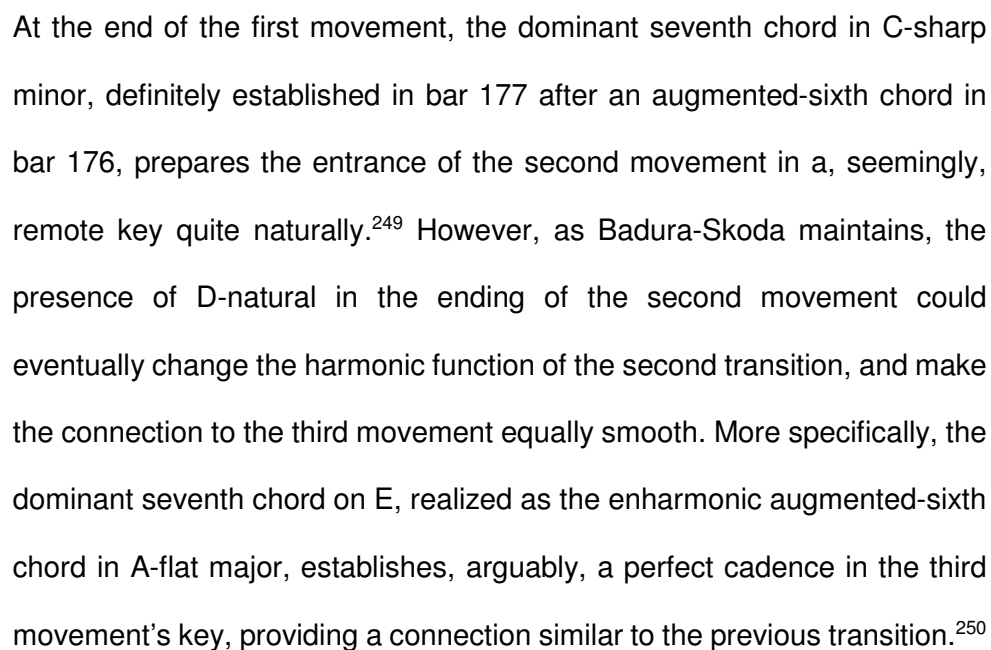 At the end of the first movement, the dominant seventh chord in C-sharp
minor, definitely established in bar 177 after an augmented-sixth chord in
bar 176, prepares the entrance of the second movement in a, seemingly,
remote key quite naturally.249 However, as Badura-Skoda maintains, the
presence of D-natural in the ending of the second movement could
eventually change the harmonic function of the second transition, and make
the connection to the third movement equally smooth. More specifically, the
dominant seventh chord on E, realized as the enharmonic augmented-sixth
chord in A-flat major, establishes, arguably, a perfect cadence in the third
movement's key, providing a connection similar to the previous transition.250